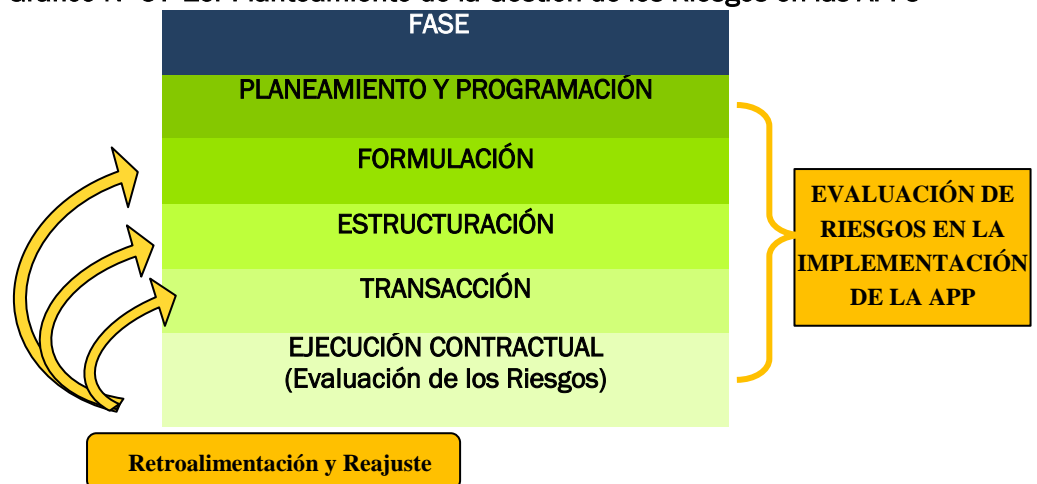 FASE
PLANEAMIENTO Y PROGRAMACIÓN
FORMULACIÓN
ESTRUCTURACIÓN
TRANSACCIÓN
EJECUCIÓN CONTRACTUAL
(Evaluación de los Riesgos)
EVALUACIÓN DE
RIESGOS EN LA
IMPLEMENTACIÓN
DE LA APP
Retroalimentación y Reajuste